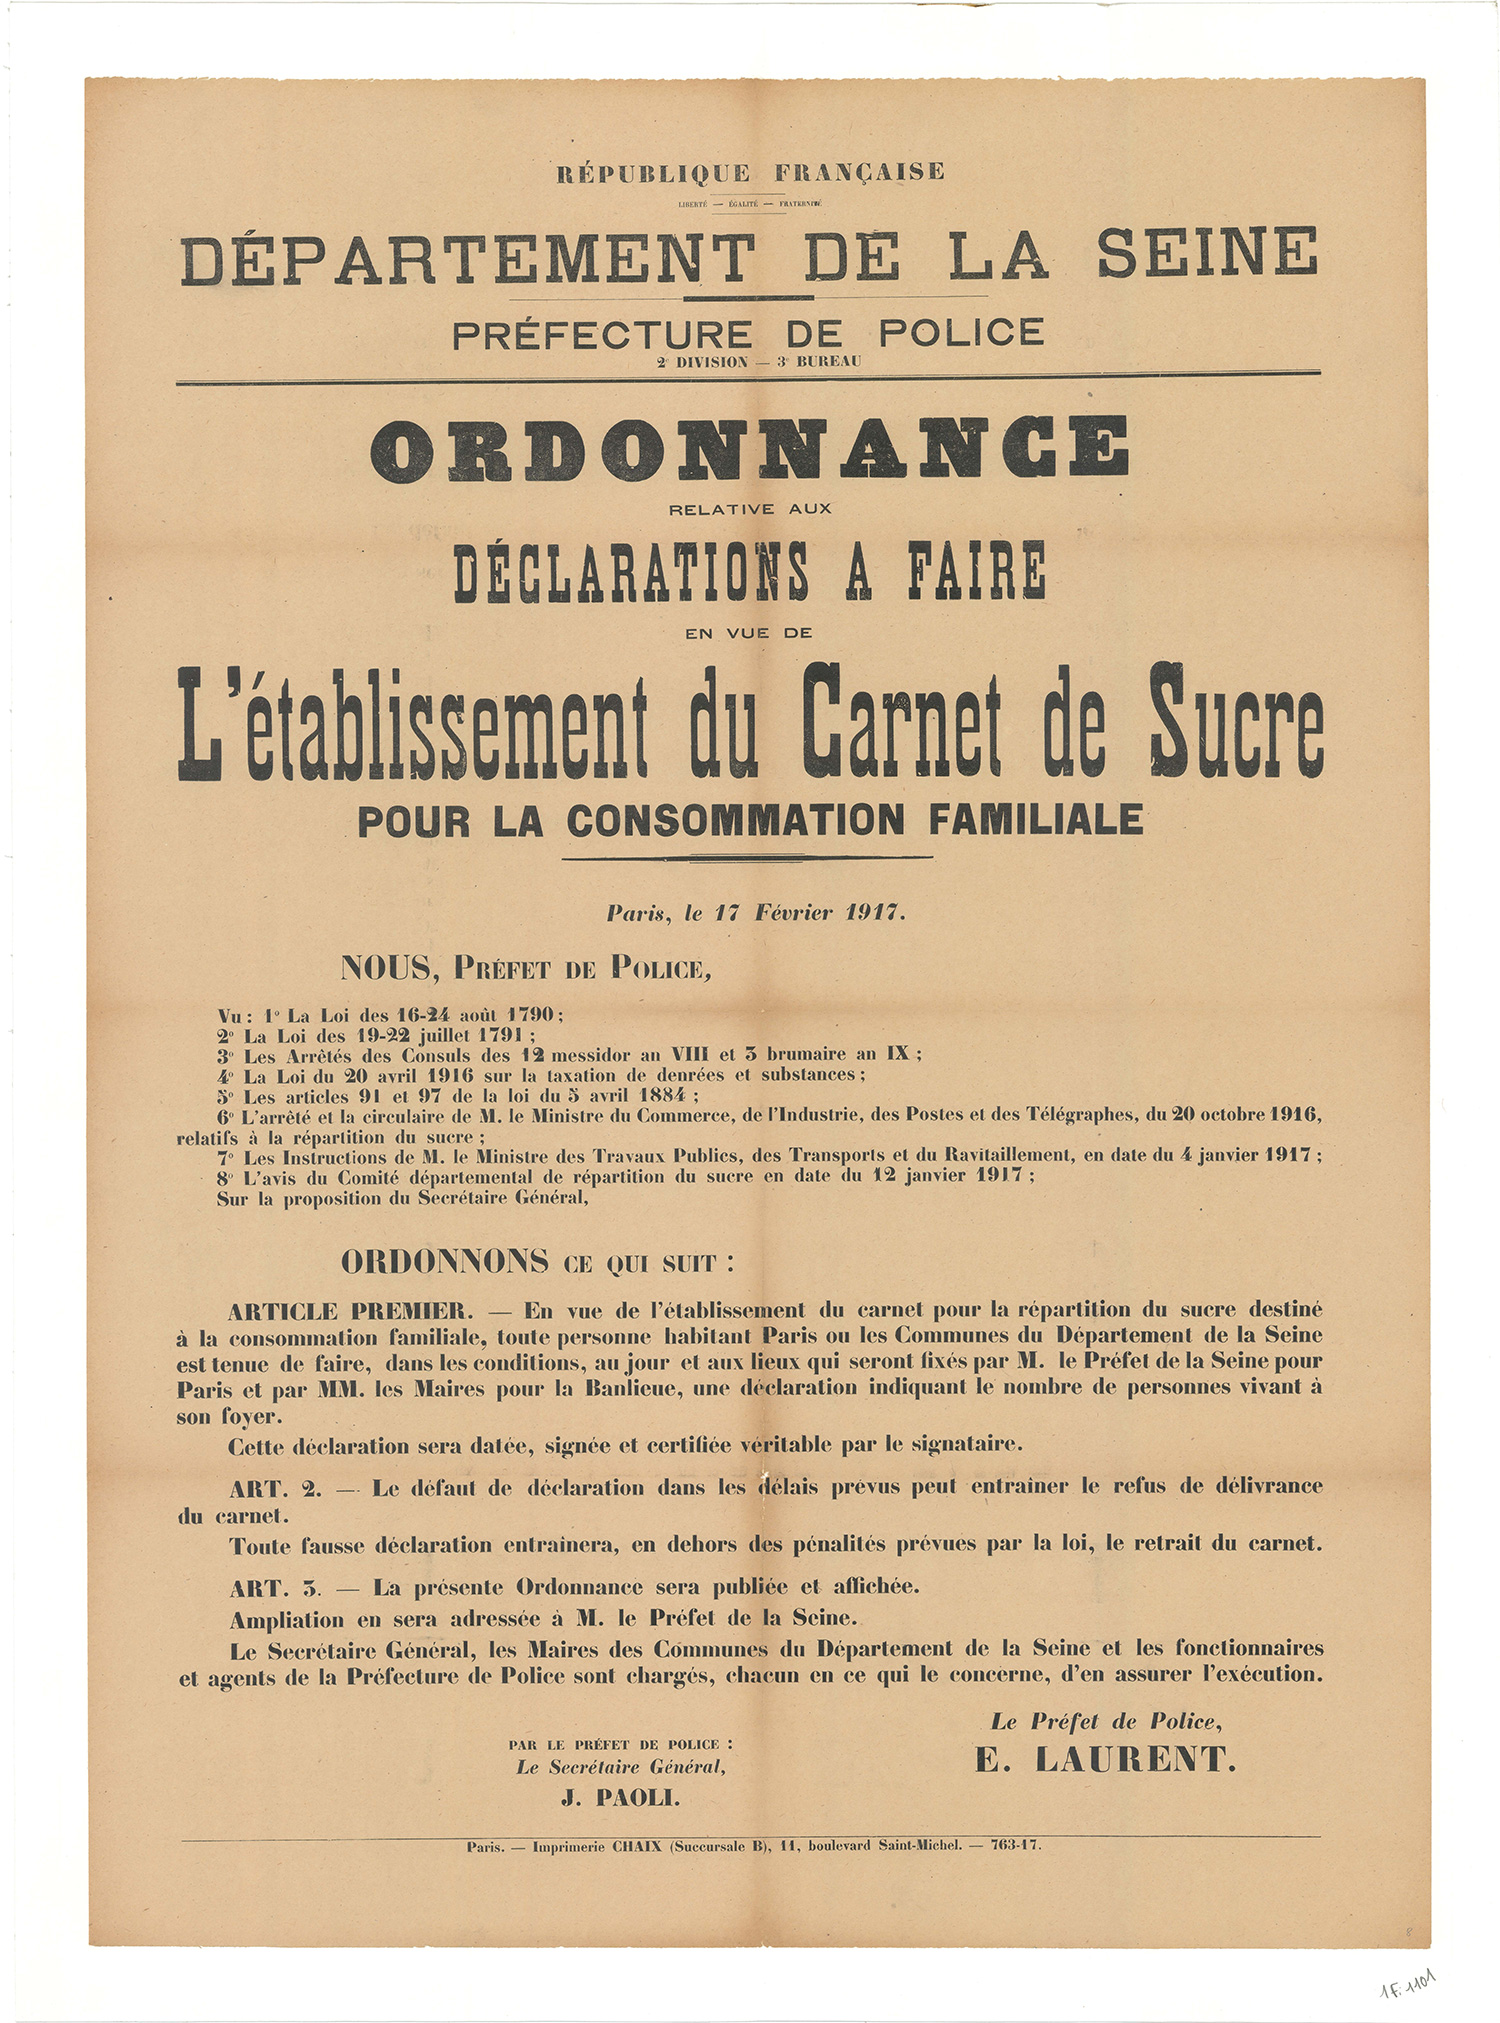 RÉPUBLIQUE FRANÇAISE
LIBERTÉ — ÉGALITÉ — FRATERNITÉ
DÉPARTEMENT DE LA SEINE
PRÉFECTURE DE POLICE
2e DIVISION — 3e BUREAU
ORDONNANCE
RELATIVE AUX
DÉCLARATIONS A FAIRE
EN VUE DE
L'établissement du Carnet de Sucre
POUR LA CONSOMMATION FAMILIALE
Paris, le 17 Février 1917.
NOUS, PRÉFET DE POLICE,
Vu : 1° La Loi des 16-24 août 1790 ;
2° La Loi des 19-22 juillet 1791 ;
3° Les Arrêtés des Consuls des 12 messidor an VIII et 3 brumaire an IX ;
4° La Loi du 20 avril 1916 sur la taxation de denrées et substances ;
5° Les articles 91 et 97 de la loi du 5 avril 1884 ;
6° L'arrêté et la circulaire de M. le Ministre du Commerce, de l'Industrie, des Postes et des Télégraphes, du 20 octobre 1916,
relatifs à la répartition du sucre ;
7° Les Instructions de M. le Ministre des Travaux Publics, des Transports et du Ravitaillement, en date du 4 janvier 1917 ;
8° L'avis du Comité départemental de répartition du sucre en date du 12 janvier 1917 ;
Sur la proposition du Secrétaire Général,
ORDONNONS CE QUI SUIT :
ARTICLE PREMIER. — En vue de l'établissement du carnet pour la répartition du sucre destiné
à la consommation familiale, toute personne habitant Paris ou les Communes du Département de la Seine
est tenue de faire, dans les conditions, au jour et aux lieux qui seront fixés par M. le Préfet de la Seine pour
Paris et par MM. les Maires pour la Banlieue, une déclaration indiquant le nombre de personnes vivant à
son foyer.
Cette déclaration sera datée, signée et certifiée véritable par le signataire.
ART. 2. — Le défaut de déclaration dans les délais prévus peut entraîner le refus de délivrance
du carnet.
Toute fausse déclaration entraînera, en dehors des pénalités prévues par la loi, le retrait du carnet.
ART. 3. — La présente Ordonnance sera publiée et affichée.
Ampliation en sera adressée à M. le Préfet de la Seine.
Le Secrétaire Général, les Maires des Communes du Département de la Seine et les fonctionnaires
et agents de la Préfecture de Police sont chargés, chacun en ce qui le concerne, d'en assurer l'exécution.
Le Préfet de Police,
E. LAURENT.
PAR LE PRÉFET DE POLICE :
Le Secrétaire Général,
J. PAOLI.
Paris. — Imprimerie CHAIX (Succursale B), 11, boulevard Saint-Michel. — 763-17.
8
1Fi 1101